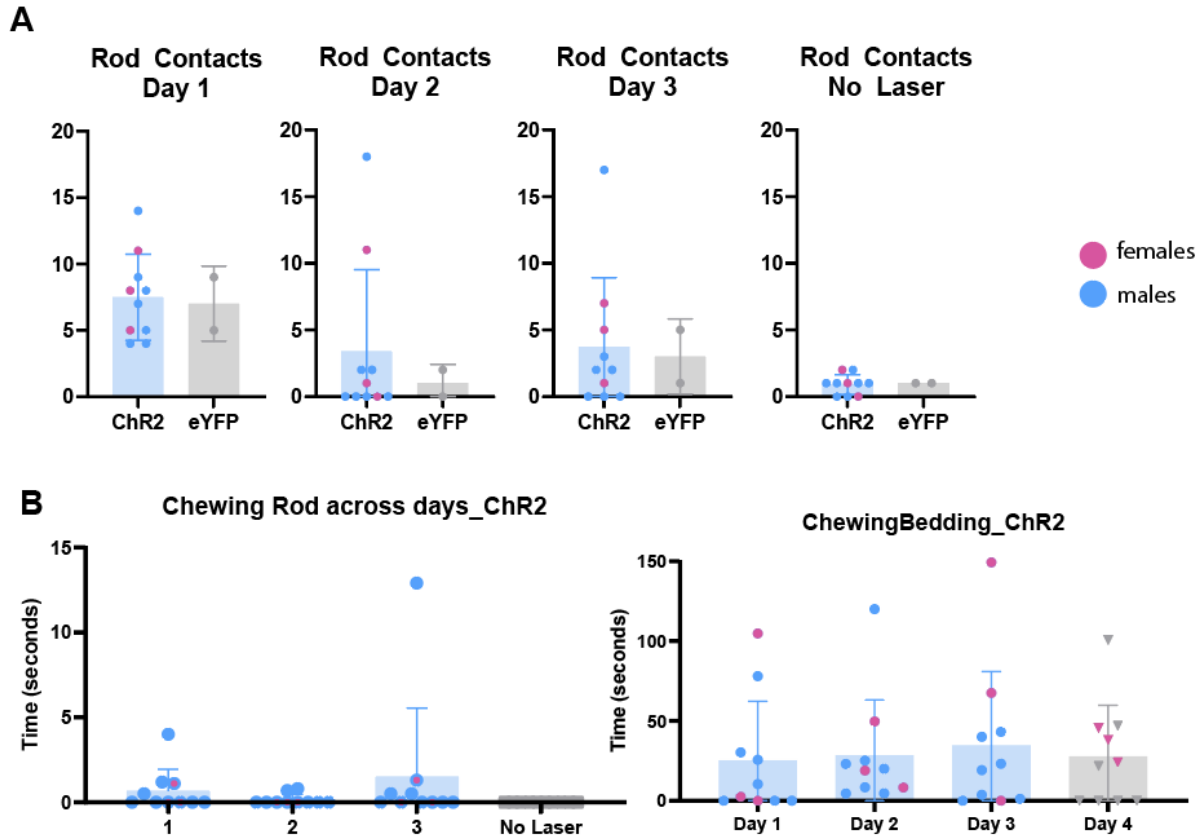 A
Rod Contacts
Day 1
Rod Contacts
Day 2
Rod Contacts
Day 3
Rod Contacts
No Laser
20
15
10
5
0
ChR2 eYFP
20
15
10
5
0
ChR2 eYFP
20
15
10
5
0
ChR2 eYFP
20
15
10
5
0
ChR2 eYFP
females
males
B
Chewing Rod across days_ChR2
Time (seconds)
15
10
5
0
1 2 3 No Laser
ChewingBedding_ChR2
Time (seconds)
150
100
50
0
Day 1 Day 2 Day 3 Day 4